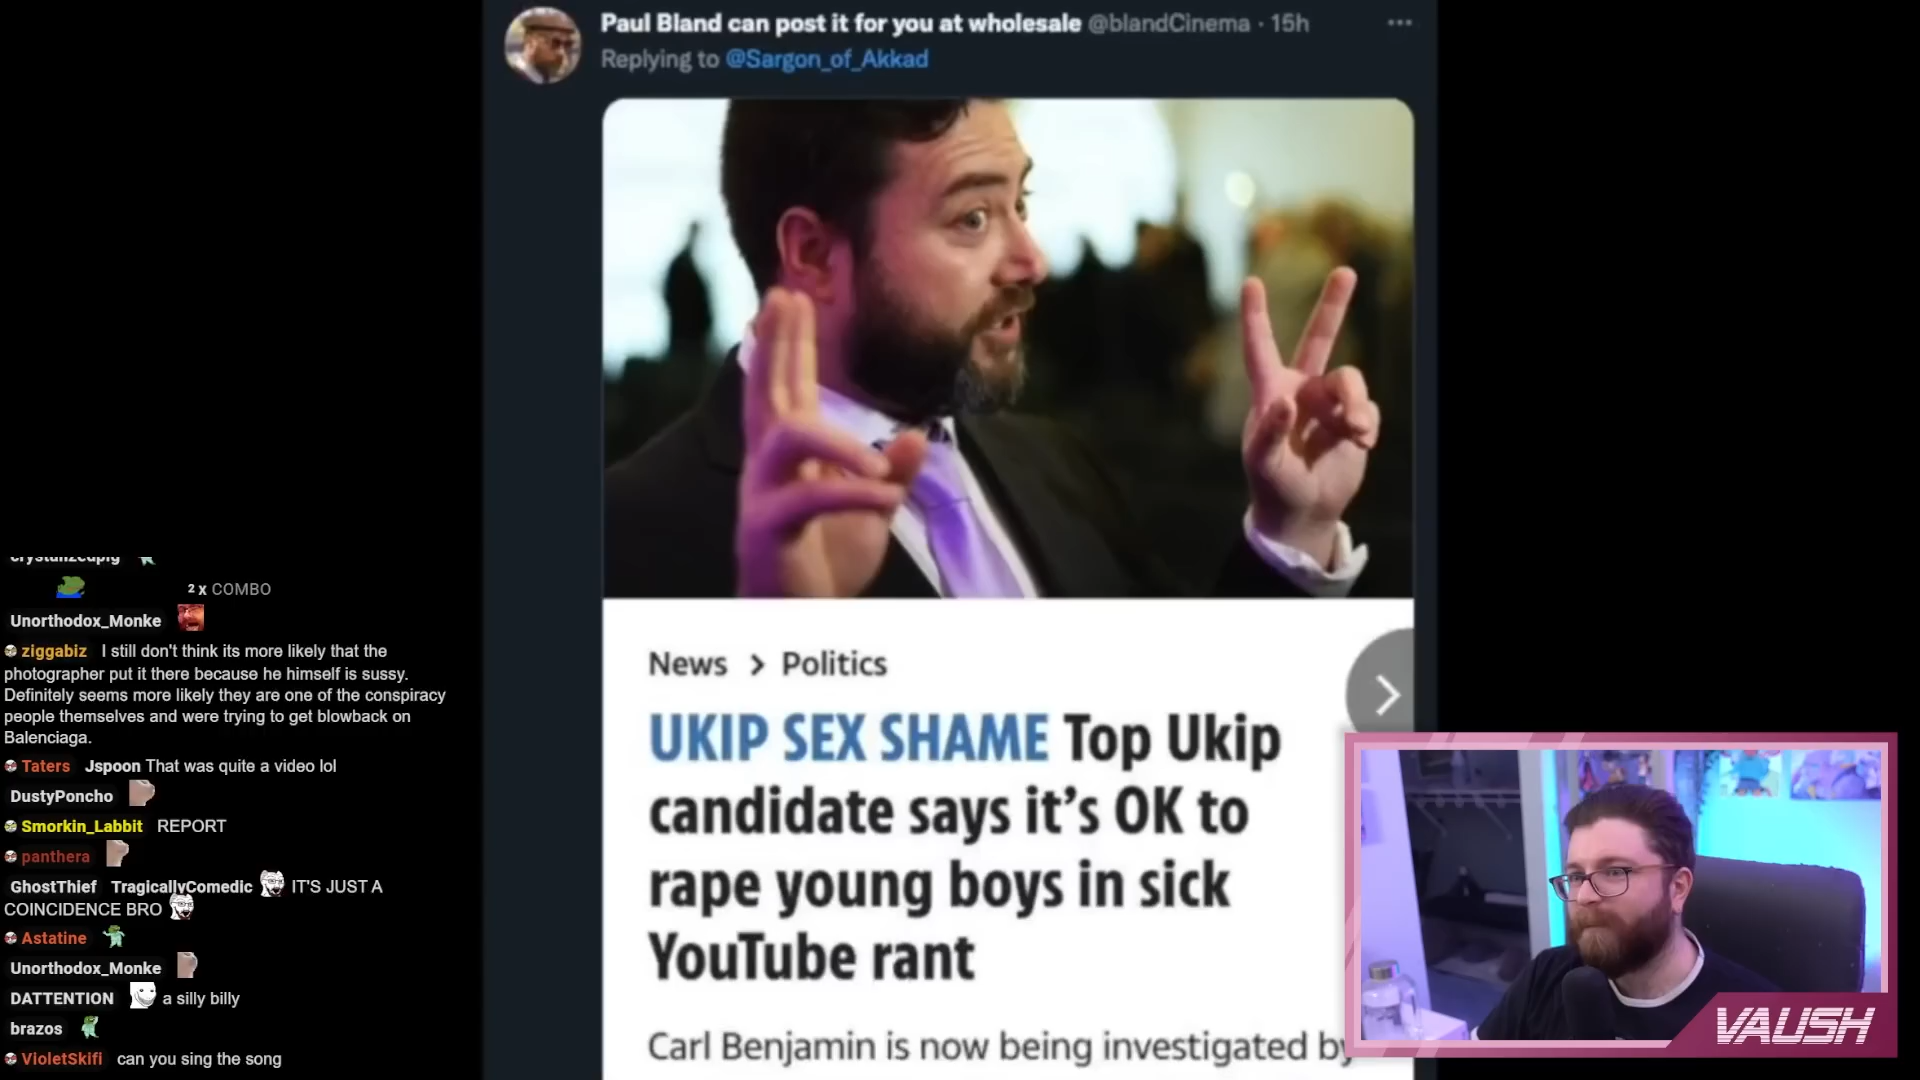 Paul Bland can post it for you at wholesale @blandCinema · 15h
Replying to @Sargon_of_Akkad
News > Politics
UKIP SEX SHAME Top Ukip
candidate says it's OK to
rape young boys in sick
YouTube rant
Carl Benjamin is now being investigated by
crystalizedpig
2 x COMBO
Unorthodox_Monke
ziggabiz I still don't think its more likely that the
photographer put it there because he himself is sussy.
Definitely seems more likely they are one of the conspiracy
people themselves and were trying to get blowback on
Balenciaga.
Taters Jspoon That was quite a video lol
DustyPoncho
Smorkin_Labbit REPORT
panthera
GhostThief TragicallyComedic IT'S JUST A
COINCIDENCE BRO
Astatine
Unorthodox_Monke
DATTENTION a silly billy
brazos
VioletSkifi can you sing the song
VAUSH